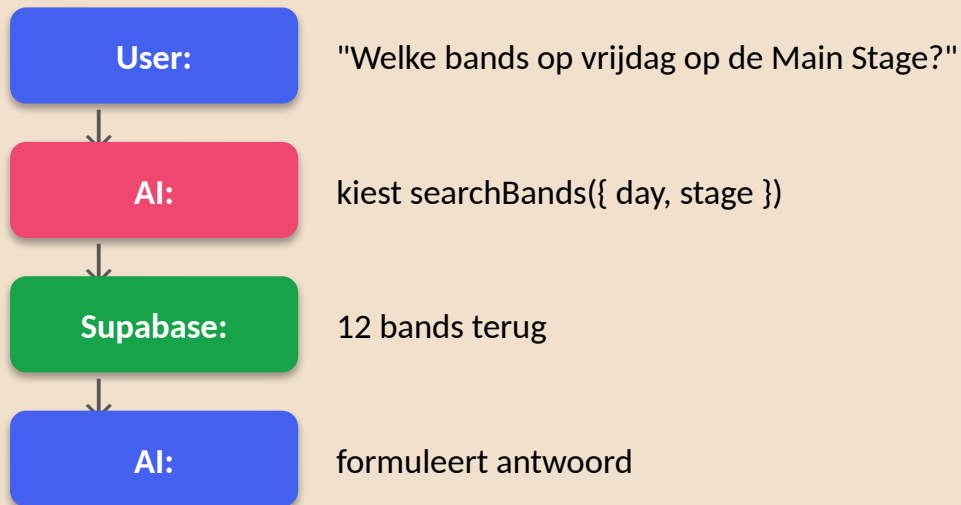 User:
"Welke bands op vrijdag op de Main Stage?"
AI:
kiest searchBands({ day, stage })
Supabase:
12 bands terug
AI:
formuleert antwoord